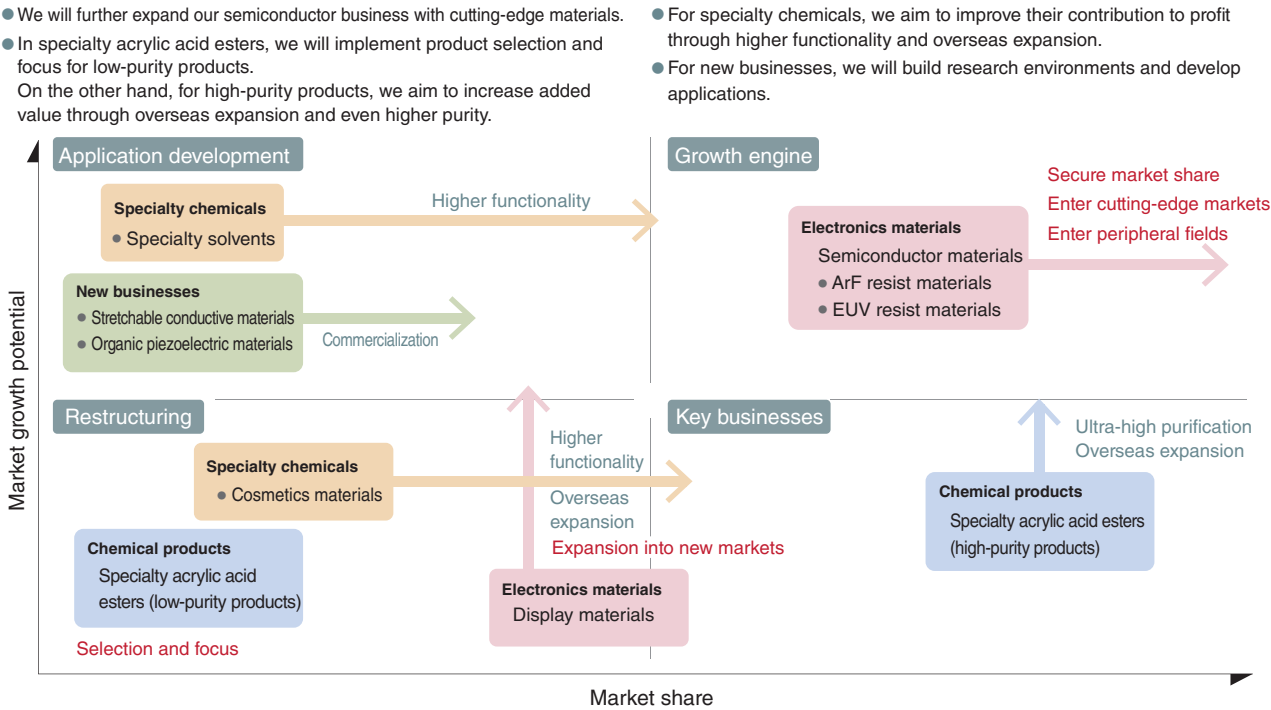 ● We will further expand our semiconductor business with cutting-edge materials.
● In specialty acrylic acid esters, we will implement product selection and
focus for low-purity products.
On the other hand, for high-purity products, we aim to increase added
value through overseas expansion and even higher purity.
● For specialty chemicals, we aim to improve their contribution to profit
through higher functionality and overseas expansion.
● For new businesses, we will build research environments and develop
applications.
Market growth potential
Application development
Specialty chemicals
● Specialty solvents
Higher functionality
New businesses
● Stretchable conductive materials
● Organic piezoelectric materials
Commercialization
Growth engine
Electronics materials
Semiconductor materials
● ArF resist materials
● EUV resist materials
Secure market share
Enter cutting-edge markets
Enter peripheral fields
Restructuring
Specialty chemicals
● Cosmetics materials
Higher
functionality
Overseas
expansion
Expansion into new markets
Chemical products
Specialty acrylic acid
esters (low-purity products)
Selection and focus
Electronics materials
Display materials
Key businesses
Ultra-high purification
Overseas expansion
Chemical products
Specialty acrylic acid esters
(high-purity products)
Market share